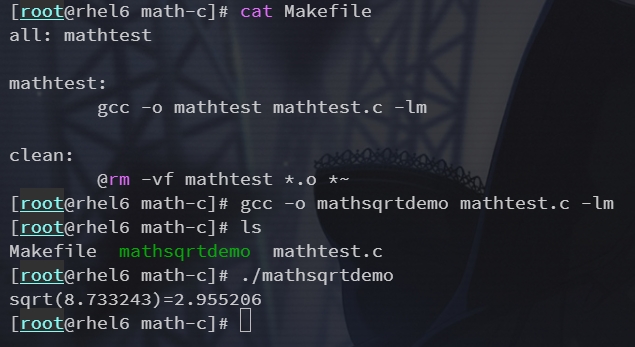 [root@rhel6 math-c]# cat Makefile
all: mathtest

mathtest:
        gcc -o mathtest mathtest.c -lm

clean:
        @rm -vf mathtest *.o *~
[root@rhel6 math-c]# gcc -o mathsqrtdemo mathtest.c -lm
[root@rhel6 math-c]# ls
Makefile  mathsqrtdemo  mathtest.c
[root@rhel6 math-c]# ./mathsqrtdemo
sqrt(8.733243)=2.955206
[root@rhel6 math-c]#